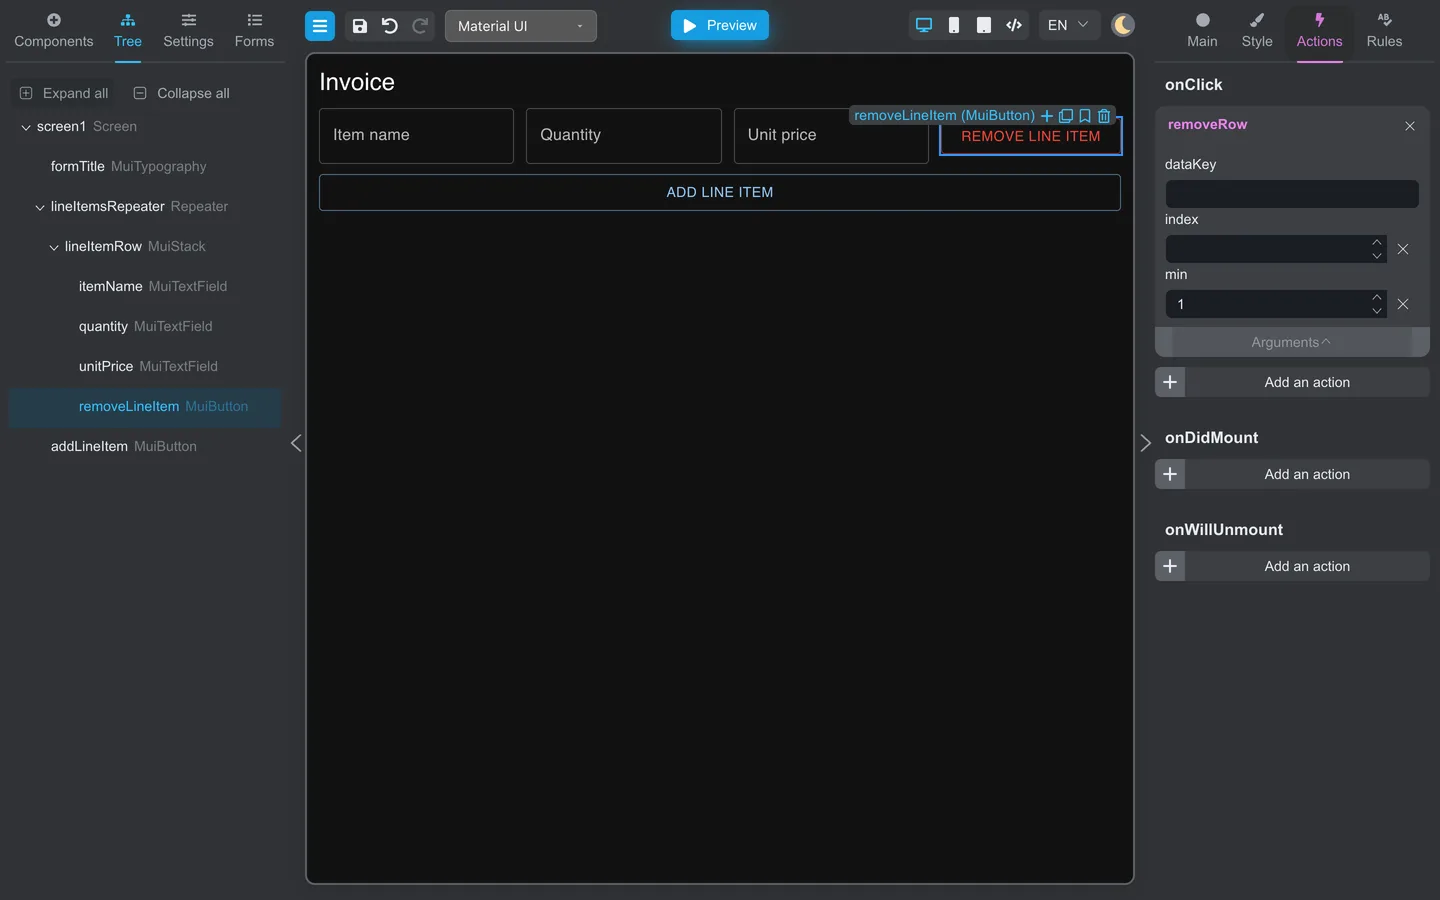 Components
Tree
Settings
Forms
Material UI
Preview
EN
Main
Style
Actions
AB
Rules
Expand all
Collapse all
screen1 Screen
formTitle MuiTypography
lineItemsRepeater Repeater
lineItemRow MuiStack
itemName MuiTextField
quantity MuiTextField
unitPrice MuiTextField
removeLineItem MuiButton
addLineItem MuiButton
Invoice
removeLineItem (MuiButton)
Item name
Quantity
Unit price
REMOVE LINE ITEM
ADD LINE ITEM
onClick
removeRow
dataKey
index
min
1
Arguments
Add an action
onDidMount
Add an action
onWillUnmount
Add an action